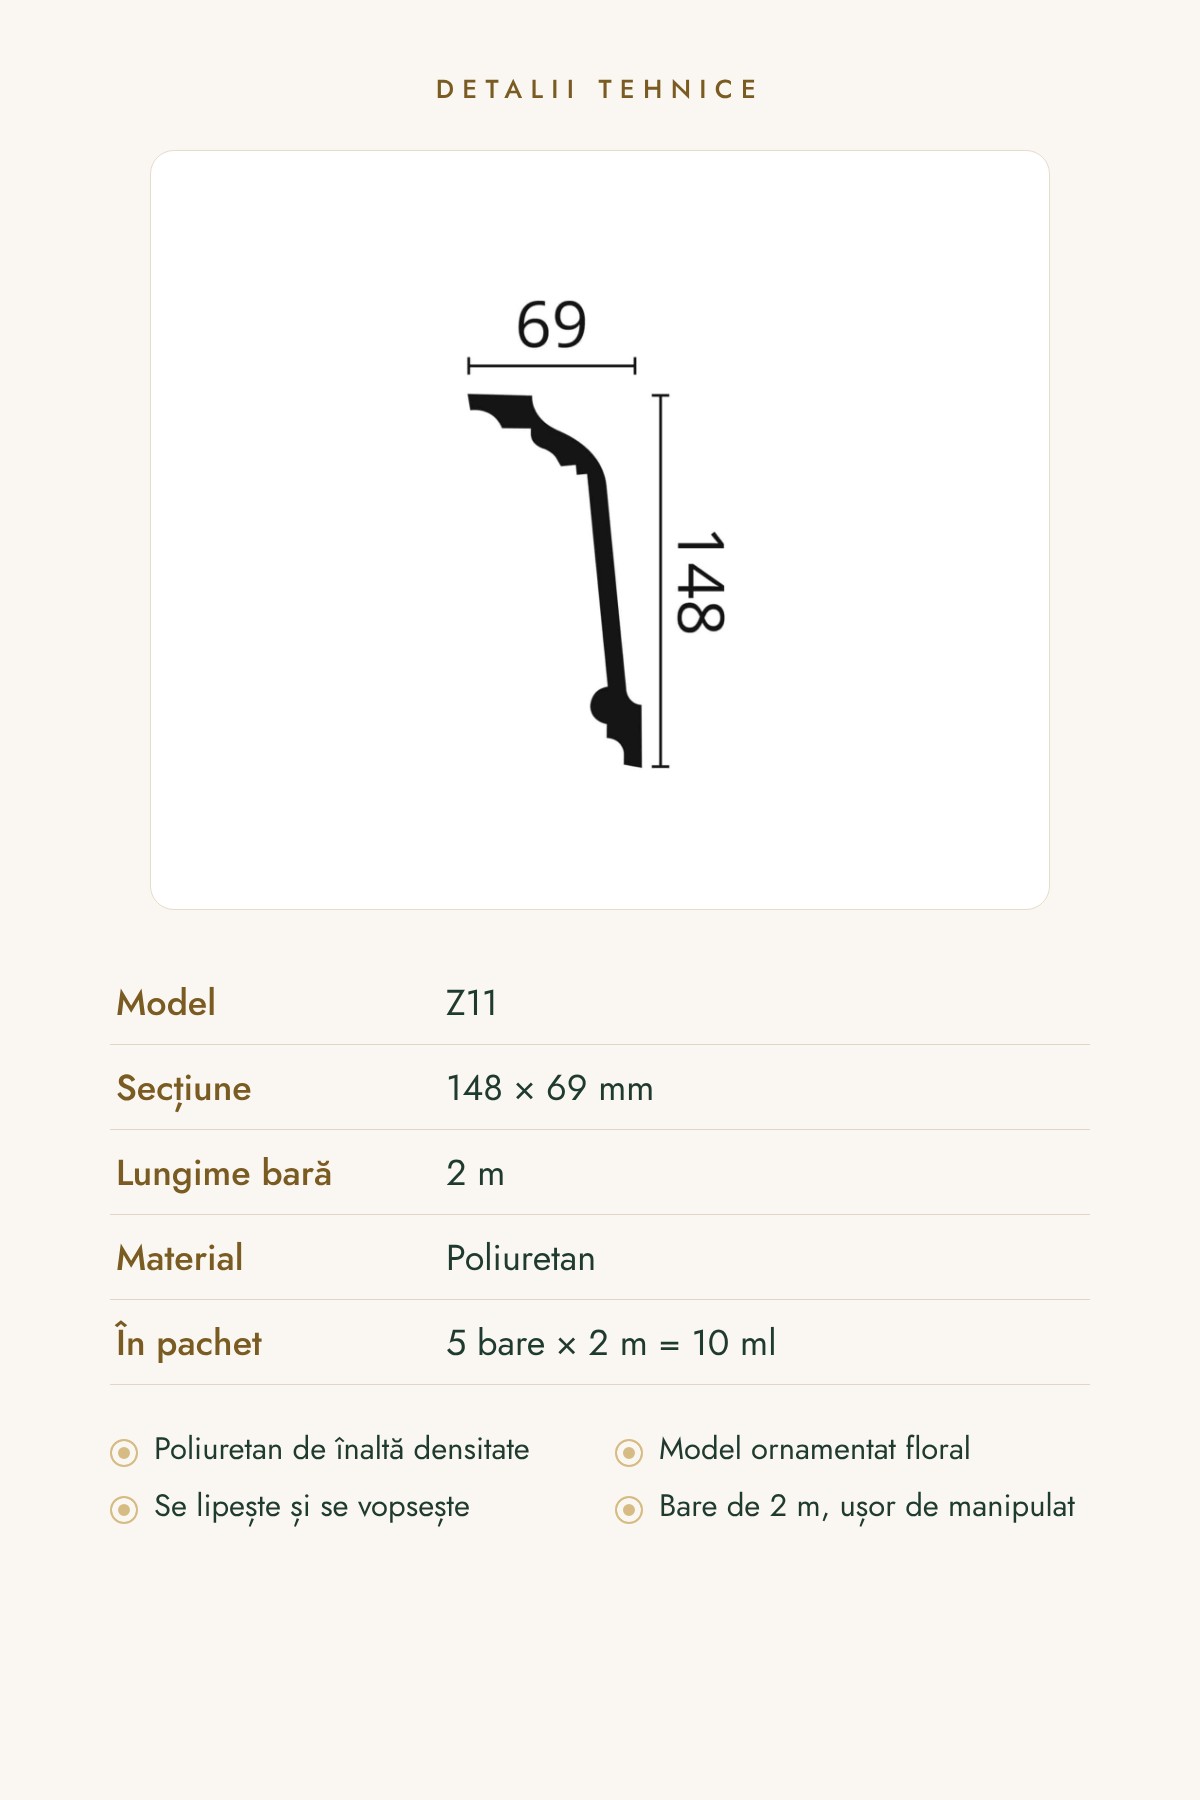 DETALII TEHNICE
69
148
Model Z11
Secțiune 148 × 69 mm
Lungime bară 2 m
Material Poliuretan
În pachet 5 bare × 2 m = 10 ml
Poliuretan de înaltă densitate
Model ornamentat floral
Se lipește și se vopsește
Bare de 2 m, ușor de manipulat